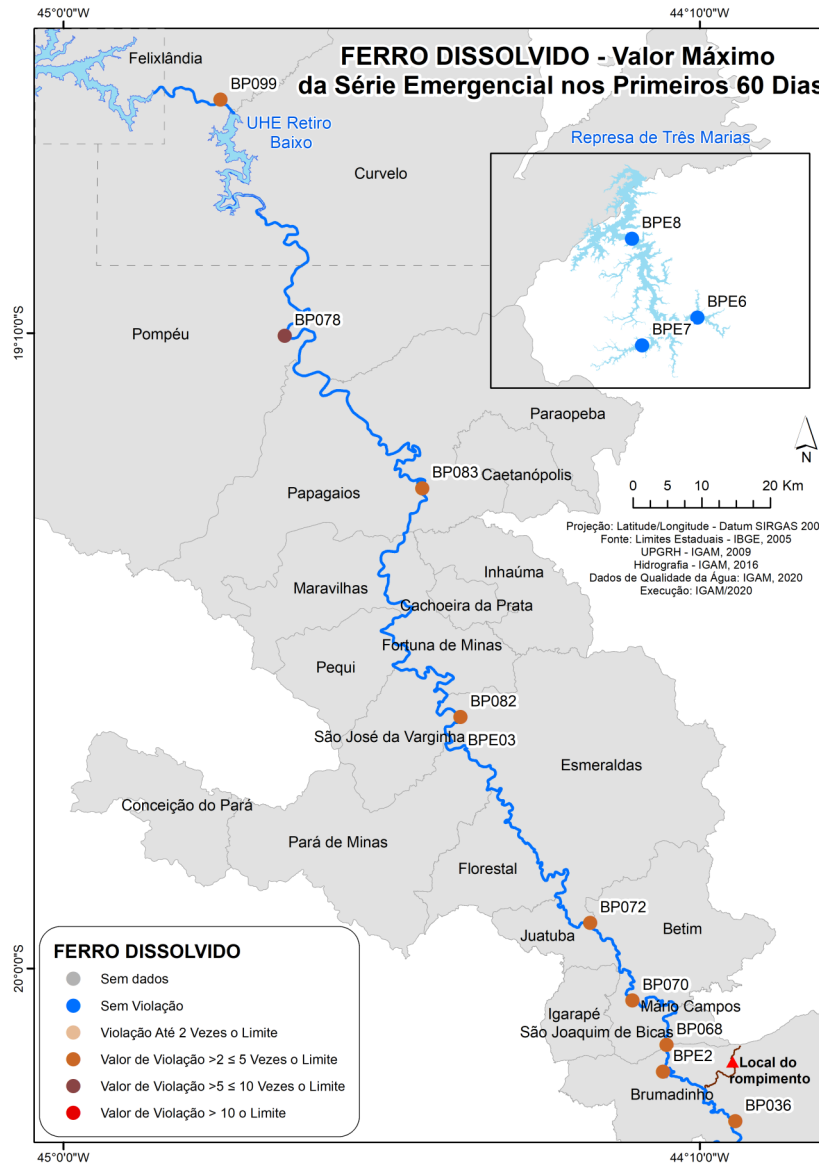 45°0'0"W
44°10'0"W
FERRO DISSOLVIDO - Valor Máximo
da Série Emergencial nos Primeiros 60 Dias
Felixlândia
BP099
UHE Retiro
Baixo
Represa de Três Marias
Curvelo
BPE8
BPE6
BPE7
19°10'0"S
Pompéu
BP078
Paraopeba
N
BP083
Caetanópolis
Papagaios
0 5 10 20 Km
Projeção: Latitude/Longitude - Datum SIRGAS 200
Fonte: Limites Estaduais - IBGE, 2005
UPGRH - IGAM, 2009
Hidrografia - IGAM, 2016
Dados de Qualidade da Água: IGAM, 2020
Execução: IGAM/2020
Inhaúma
Maravilhas
Cachoeira da Prata
Fortuna de Minas
Pequi
BP082
São José da Varginha
BPE03
Esmeraldas
Conceição do Pará
Pará de Minas
Florestal
BP072
Juatuba
Betim
20°0'0"S
BP070
Mário Campos
Igarapé
São Joaquim de Bicas
BP068
BPE2
Local do
rompimento
Brumadinho
BP036
FERRO DISSOLVIDO
Sem dados
Sem Violação
Violação Até 2 Vezes o Limite
Valor de Violação >2 ≤ 5 Vezes o Limite
Valor de Violação >5 ≤ 10 Vezes o Limite
Valor de Violação > 10 o Limite
45°0'0"W
44°10'0"W